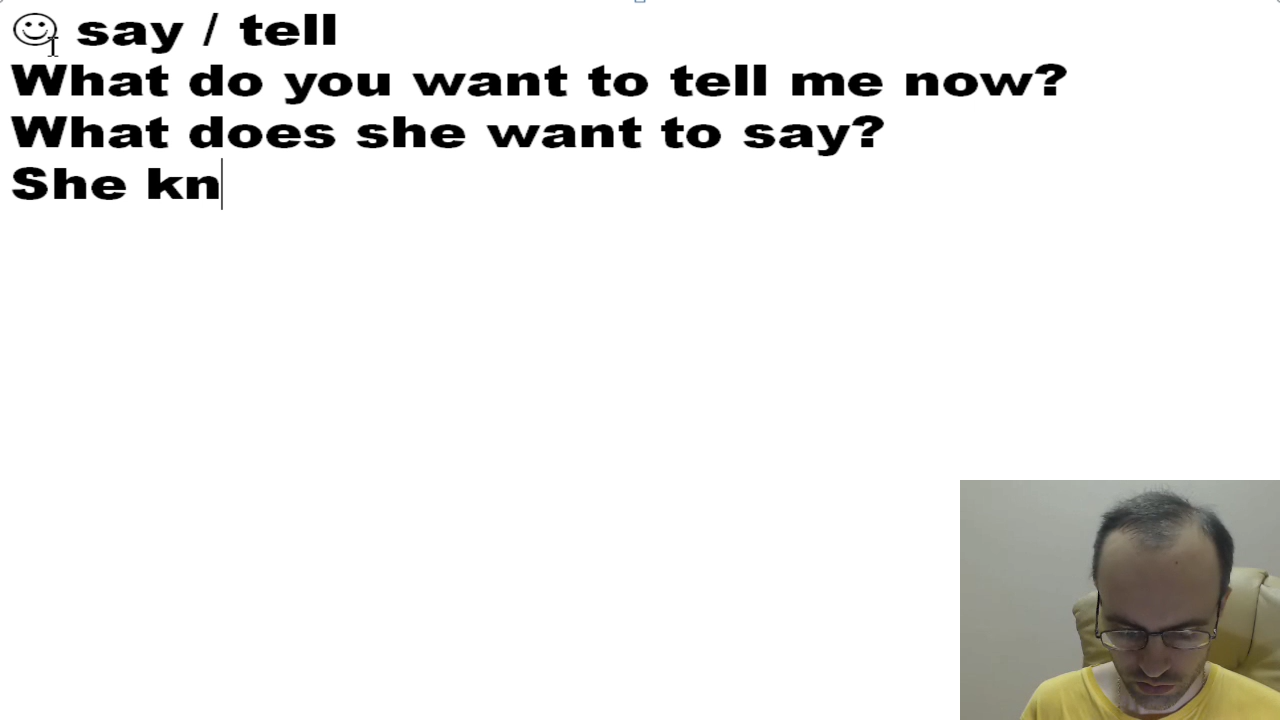 ☺ say / tell
What do you want to tell me now?
What does she want to say?
She kn